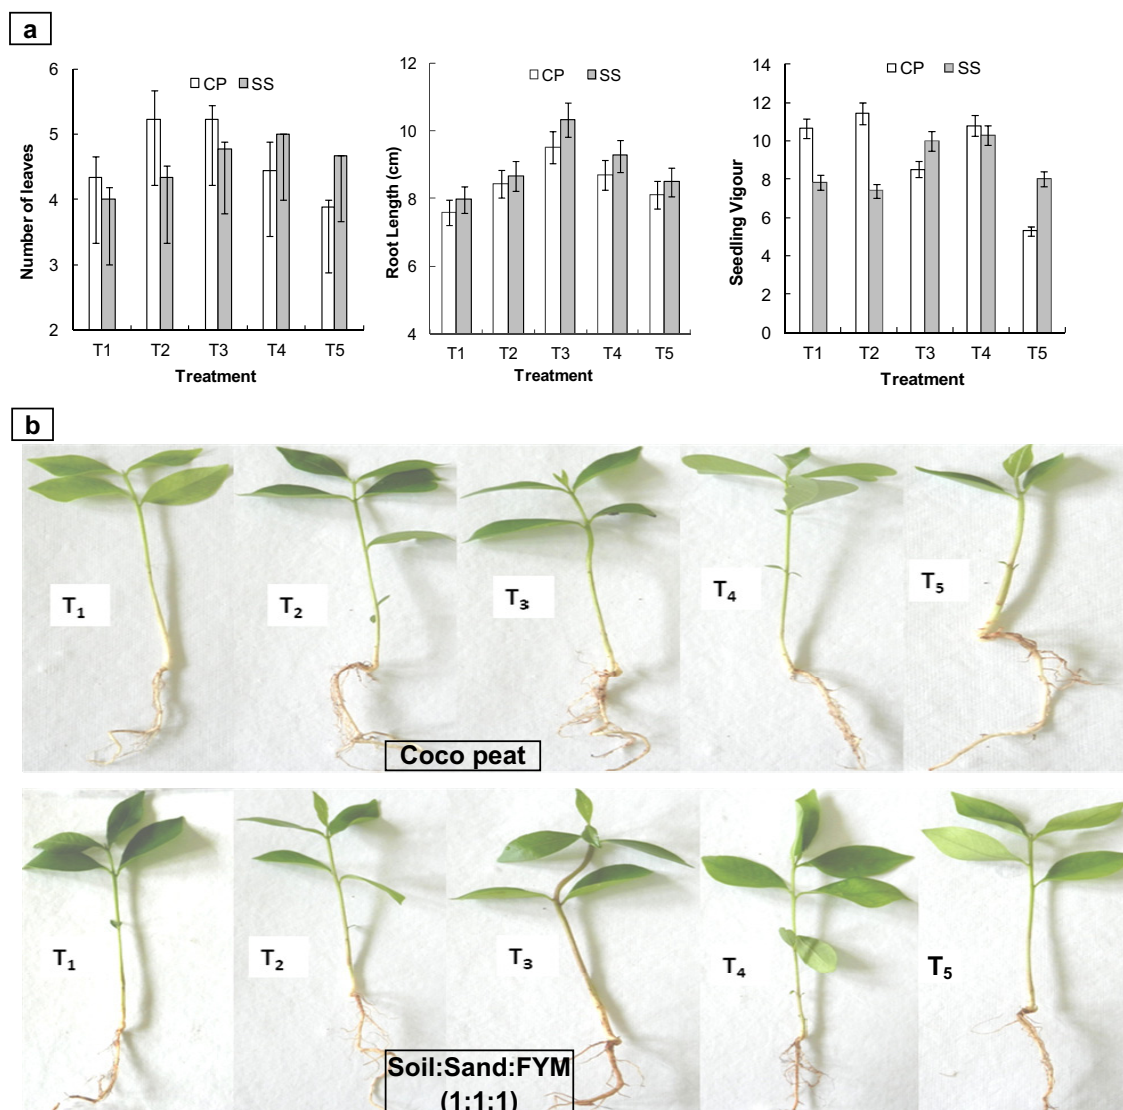 a
CP SS
6
5
4
3
2
Number of leaves
T1 T2 T3 T4 T5
Treatment
CP SS
12
10
8
6
4
Root Length (cm)
T1 T2 T3 T4 T5
Treatment
CP SS
14
12
10
8
6
4
2
0
Seedling Vigour
T1 T2 T3 T4 T5
Treatment
b
T₁ T₂ T₃ T₄ T₅
Coco peat
T₁ T₂ T₃ T₄ T₅
Soil:Sand:FYM
(1:1:1)